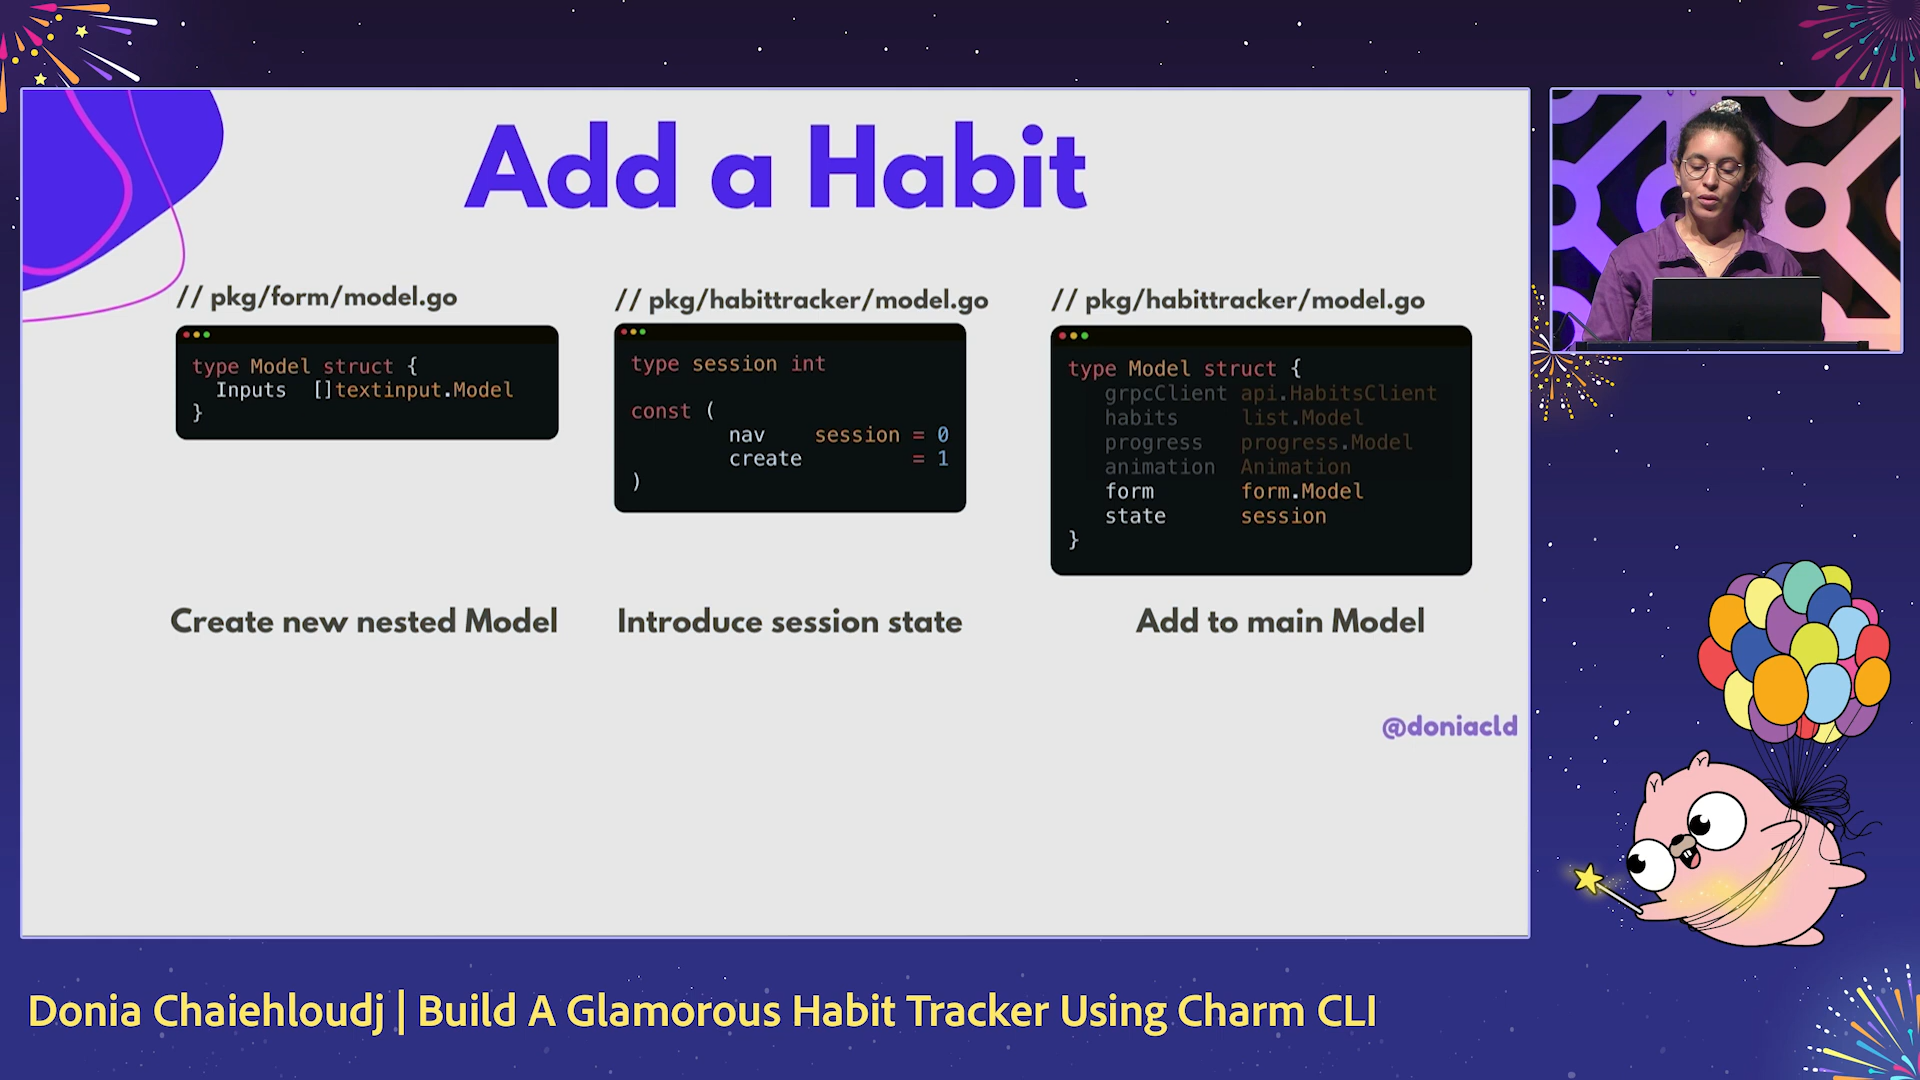 Add a Habit
// pkg/form/model.go
type Model struct {
Inputs []textinput.Model
}
Create new nested Model
// pkg/habittracker/model.go
type session int
const (
nav session = 0
create = 1
)
Introduce session state
// pkg/habittracker/model.go
type Model struct {
grpcClient api.HabitsClient
habits list.Model
progress progress.Model
animation Animation
form form.Model
state session
}
Add to main Model
@doniacld
Donia Chaiehloudj | Build A Glamorous Habit Tracker Using Charm CLI